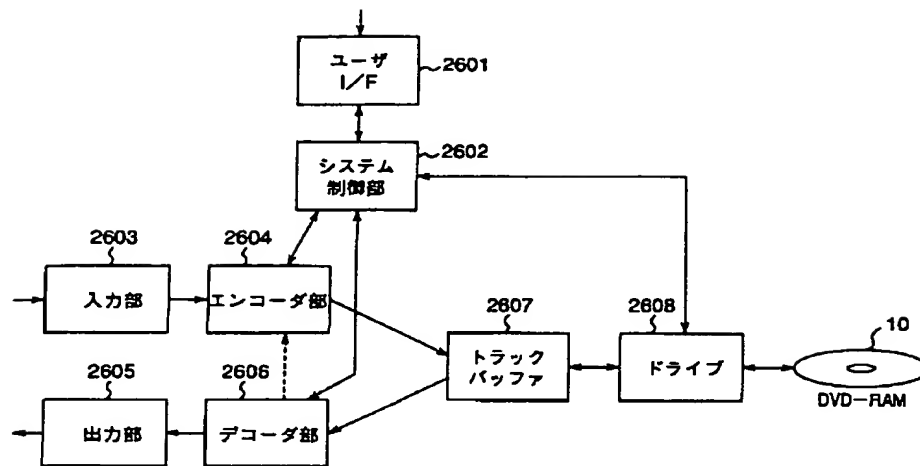 ユーザ
I/F
2601
システム
制御部
2602
2603
入力部
2604
エンコーダ部
2605
出力部
2606
デコーダ部
2607
トラック
バッファ
2608
ドライブ
10
DVD-RAM